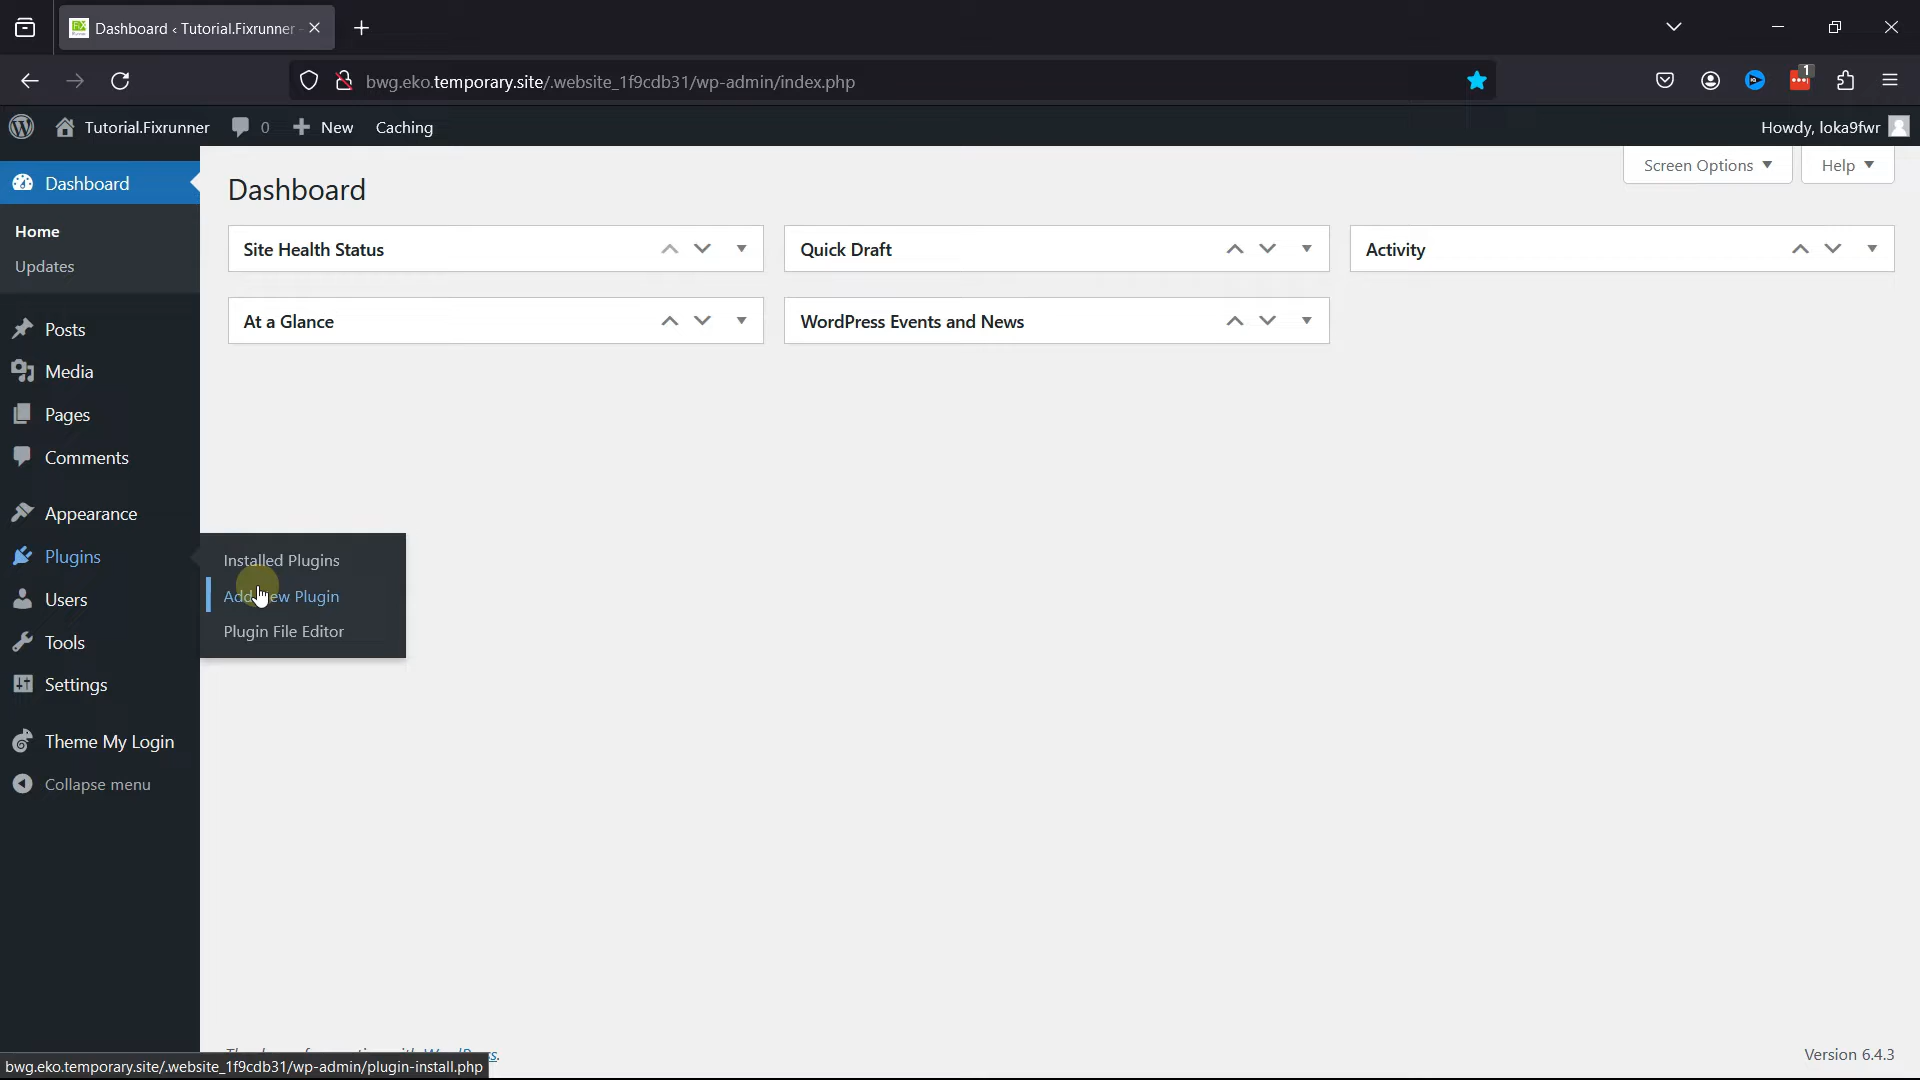 Dashboard ‹ Tutorial.Fixrunner
bwg.eko.temporary.site/.website_1f9cdb31/wp-admin/index.php
1
Tutorial.Fixrunner 0 New Caching Howdy, loka9fwr
Screen Options Help
Dashboard
Home
Updates
Posts
Media
Pages
Comments
Appearance
Plugins
Users
Tools
Settings
Theme My Login
Collapse menu
Installed Plugins
Add New Plugin
Plugin File Editor
Dashboard
Site Health Status
Quick Draft
Activity
At a Glance
WordPress Events and News
Version 6.4.3
bwg.eko.temporary.site/.website_1f9cdb31/wp-admin/plugin-install.php